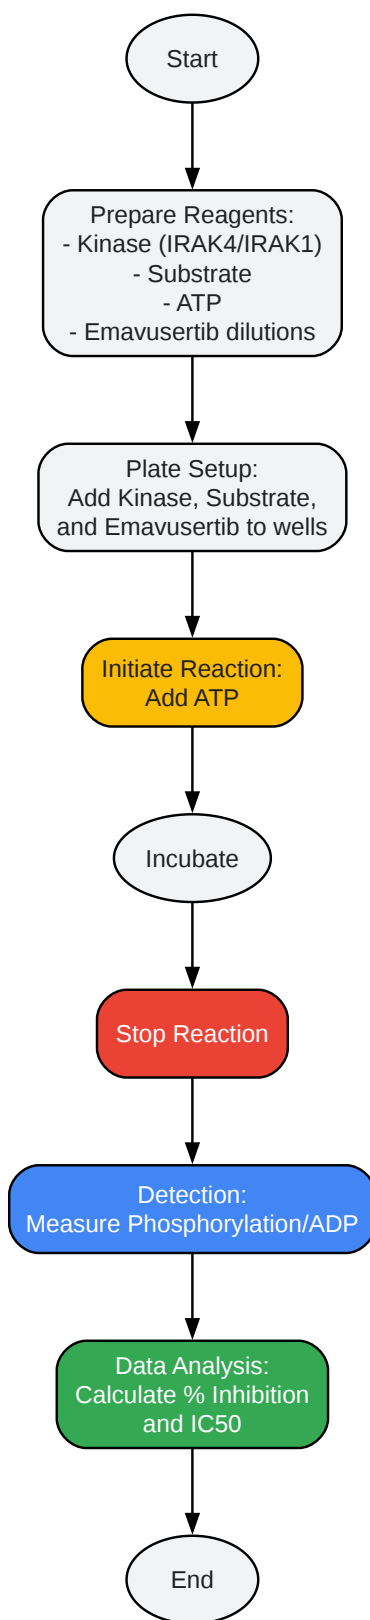 Start
Prepare Reagents:
- Kinase (IRAK4/IRAK1)
- Substrate
- ATP
- Emavusertib dilutions
Plate Setup:
Add Kinase, Substrate,
and Emavusertib to wells
Initiate Reaction:
Add ATP
Incubate
Stop Reaction
Detection:
Measure Phosphorylation/ADP
Data Analysis:
Calculate % Inhibition
and IC50
End